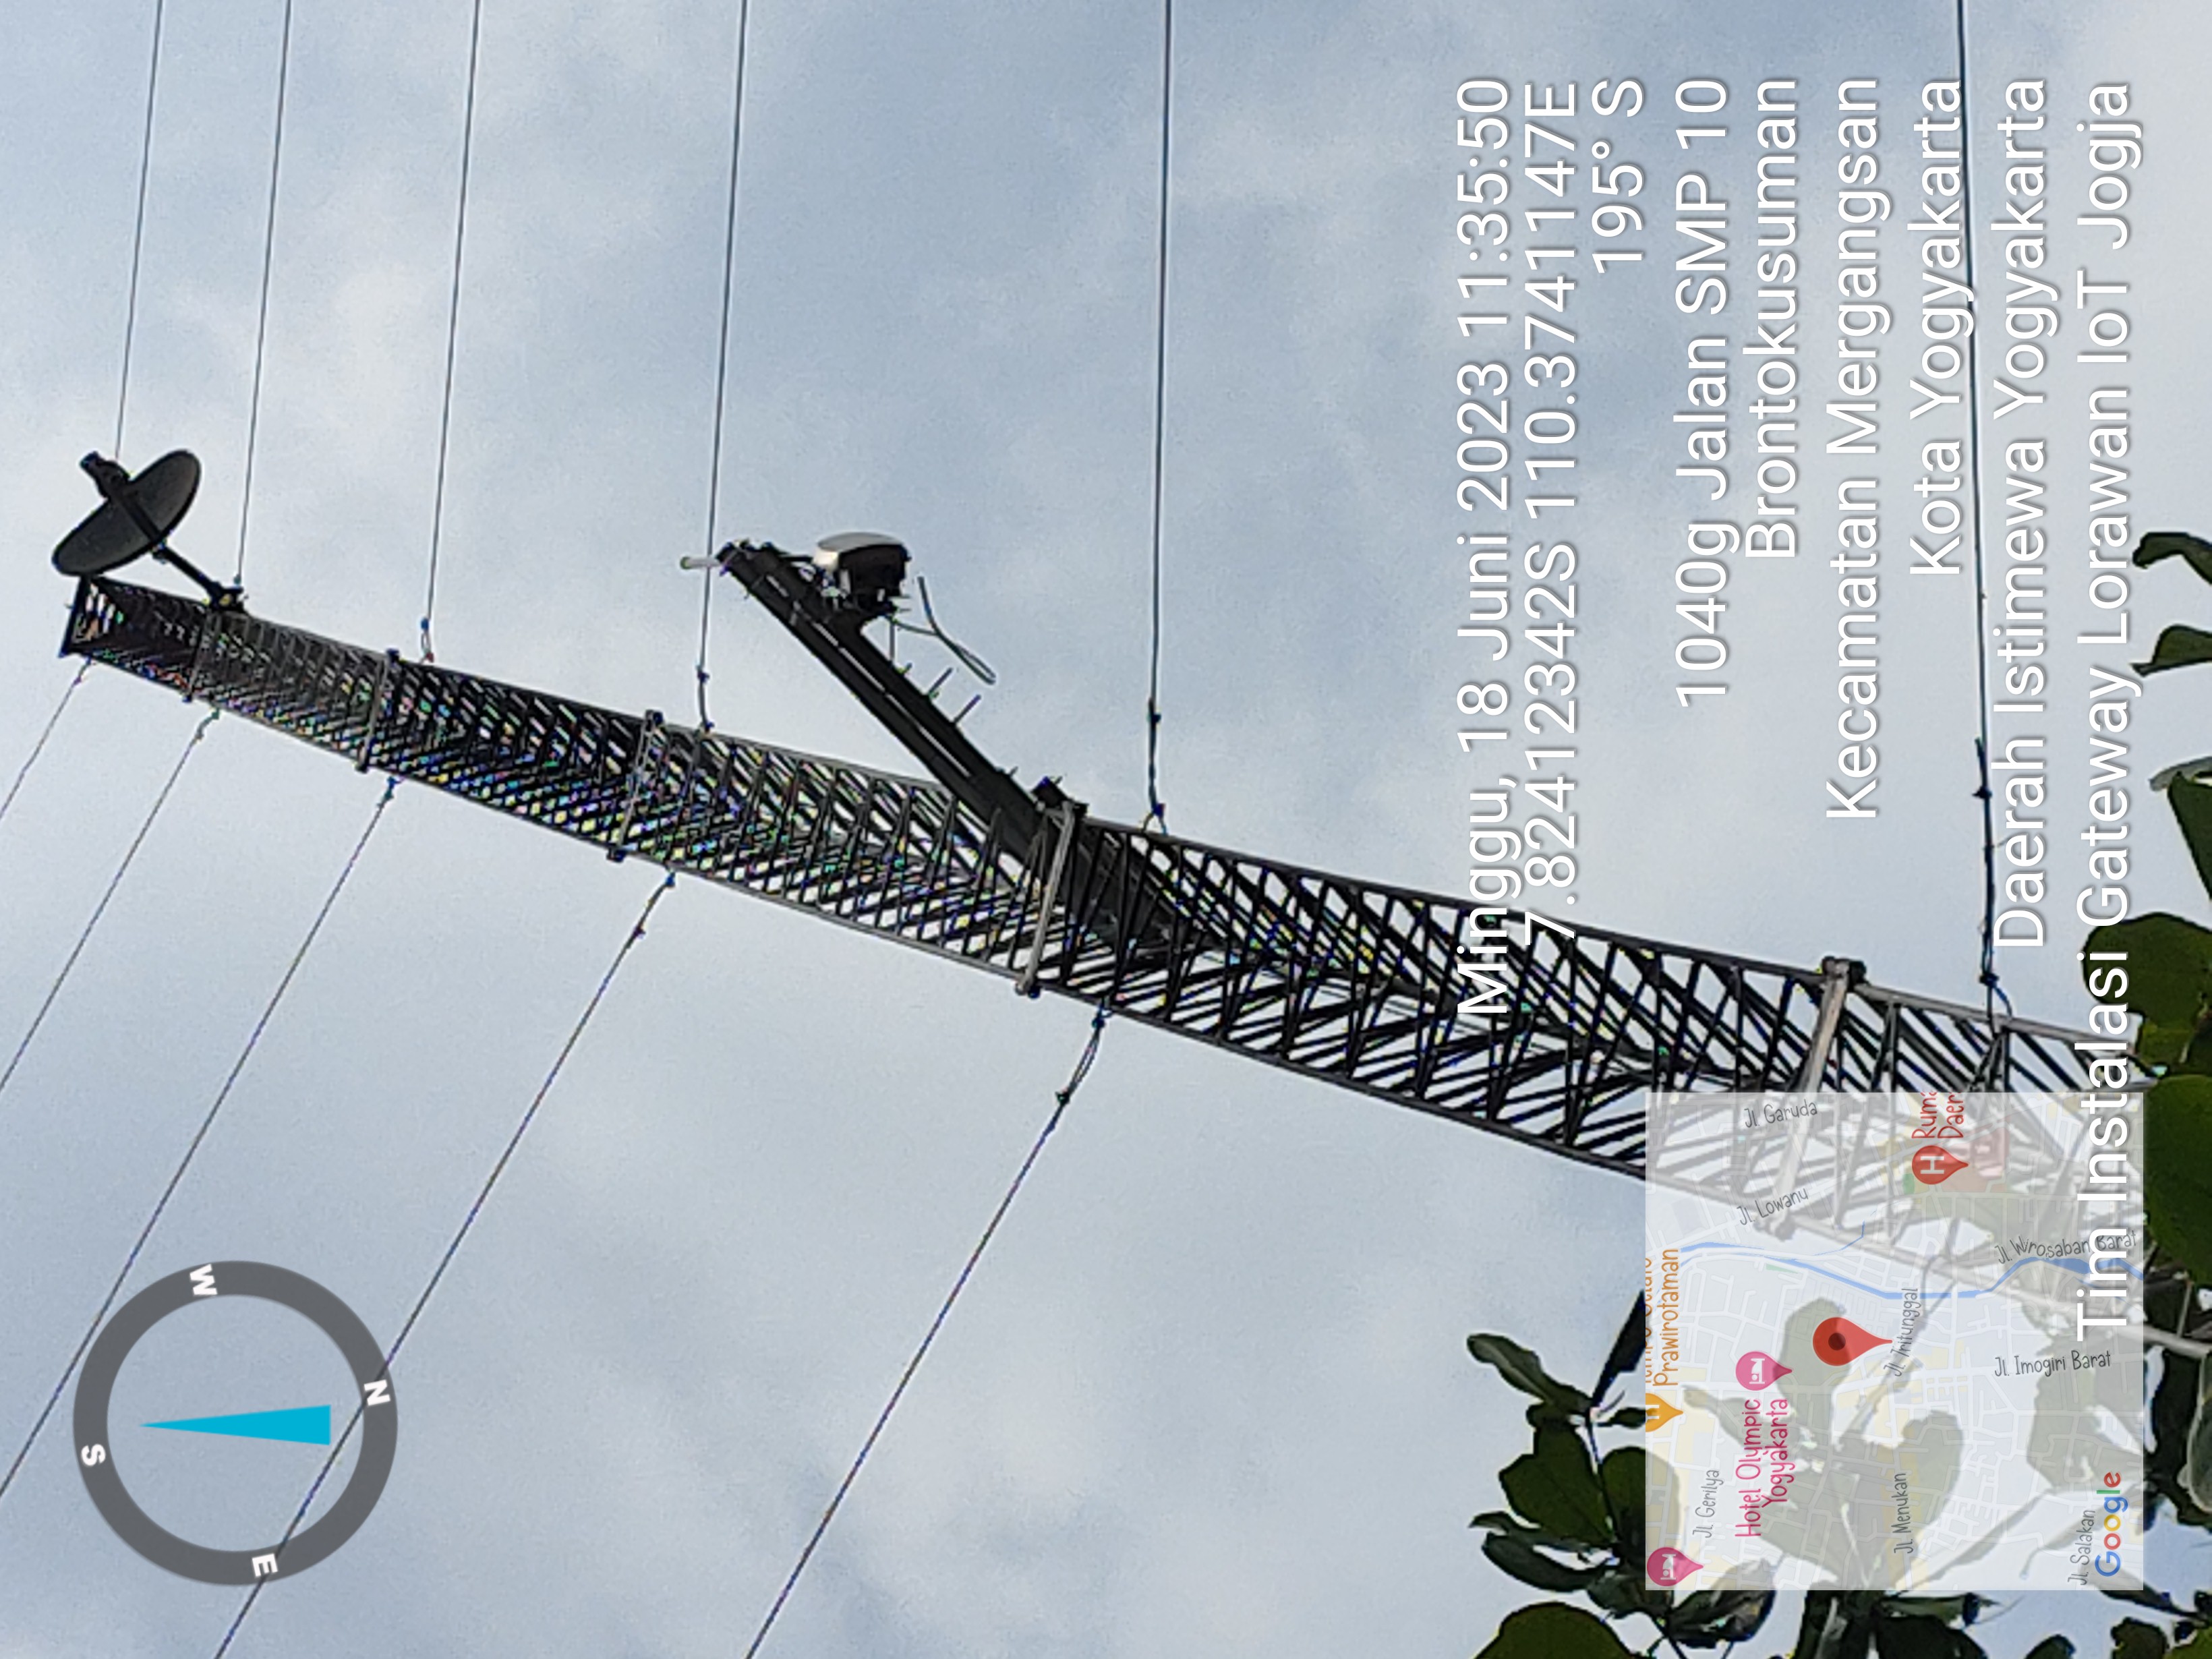 S
W
E
N
Minggu, 18 Juni 2023 11:35:50
7.82412342S 110.3741147E
195° S
1040g Jalan SMP 10
Brontokusuman
Kecamatan Mergangsan
Kota Yogyakarta
Daerah Istimewa Yogyakarta
Tim Instalasi Gateway Lorawan IoT Jogja
Prawirotaman
Jl. Gerilya
Hotel Olympic
Yogyakarta
Jl. Lowanu
Jl. Garuda
Jl. Menukan
Jl. Tritunggal
H
Jl. Imogiri Barat
Jl. Salakan
Google